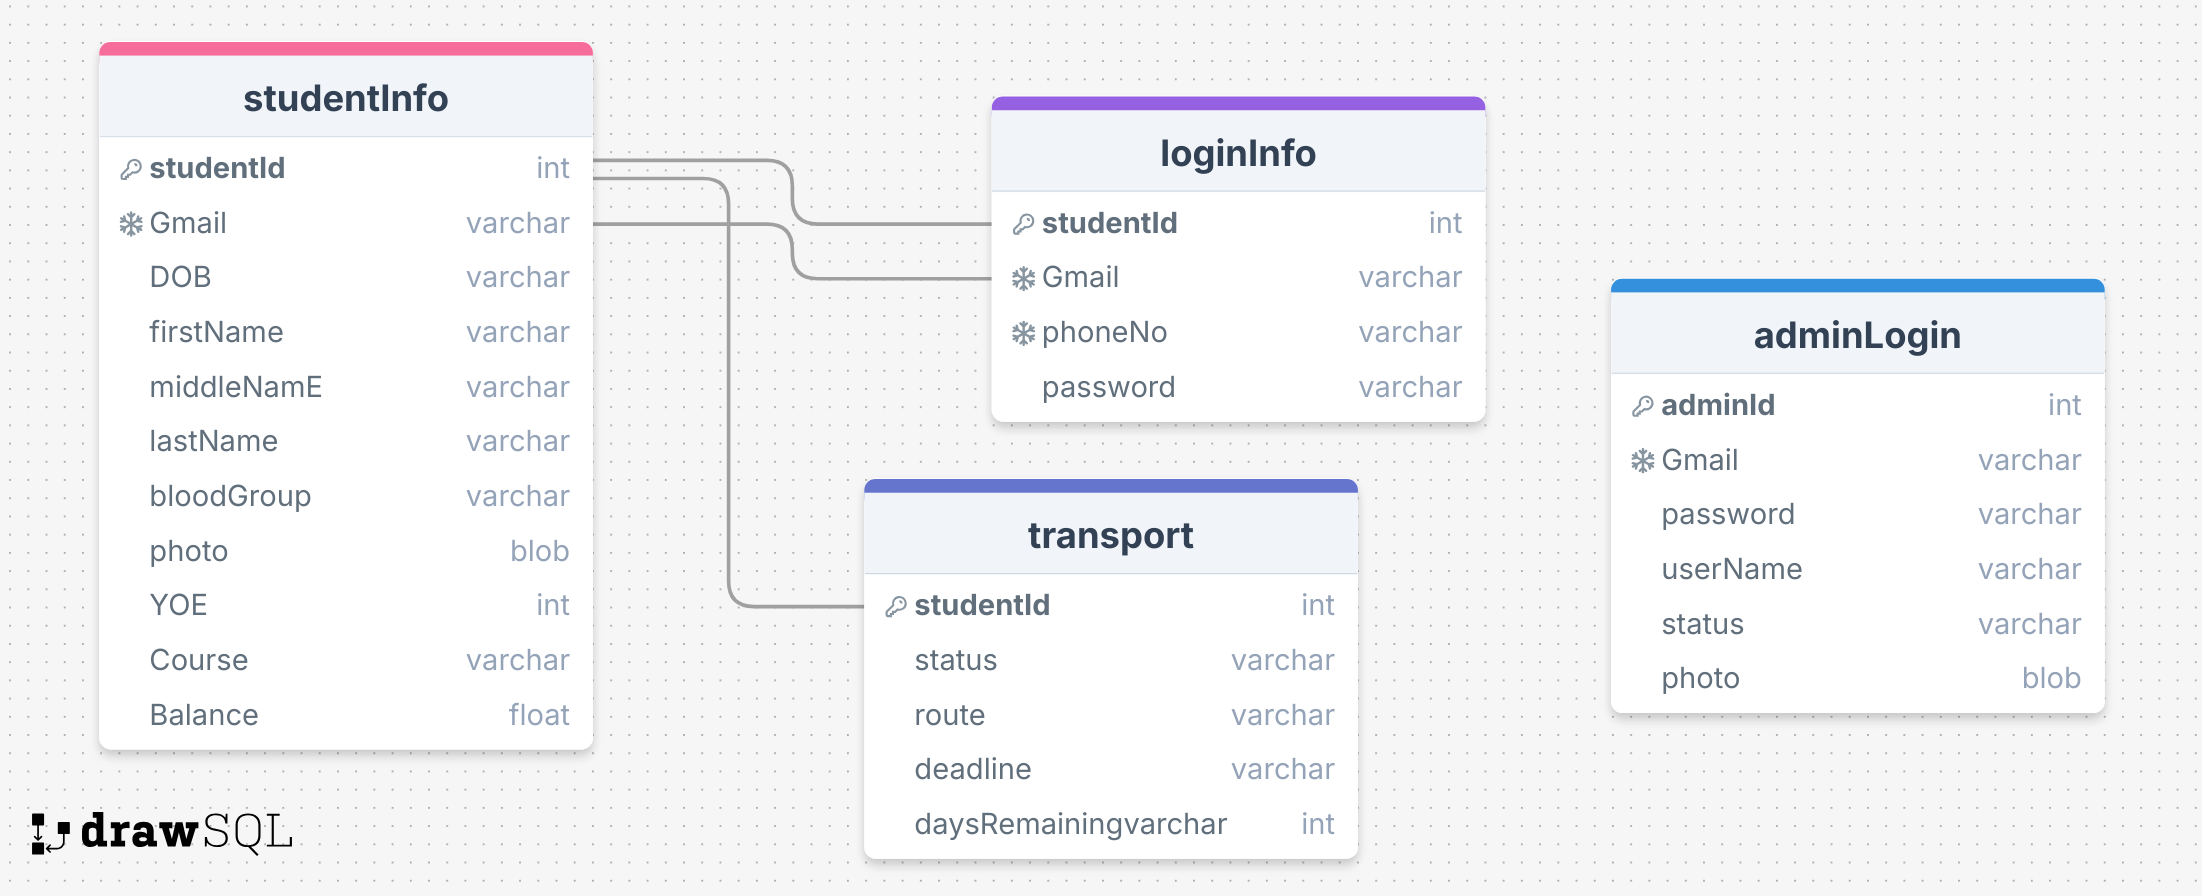 studentInfo
studentId int
Gmail varchar
DOB varchar
firstName varchar
middleNamE varchar
lastName varchar
bloodGroup varchar
photo blob
YOE int
Course varchar
Balance float
loginInfo
studentId int
Gmail varchar
phoneNo varchar
password varchar
transport
studentId int
status varchar
route varchar
deadline varchar
daysRemainingvarchar int
adminLogin
adminId int
Gmail varchar
password varchar
userName varchar
status varchar
photo blob
drawSQL